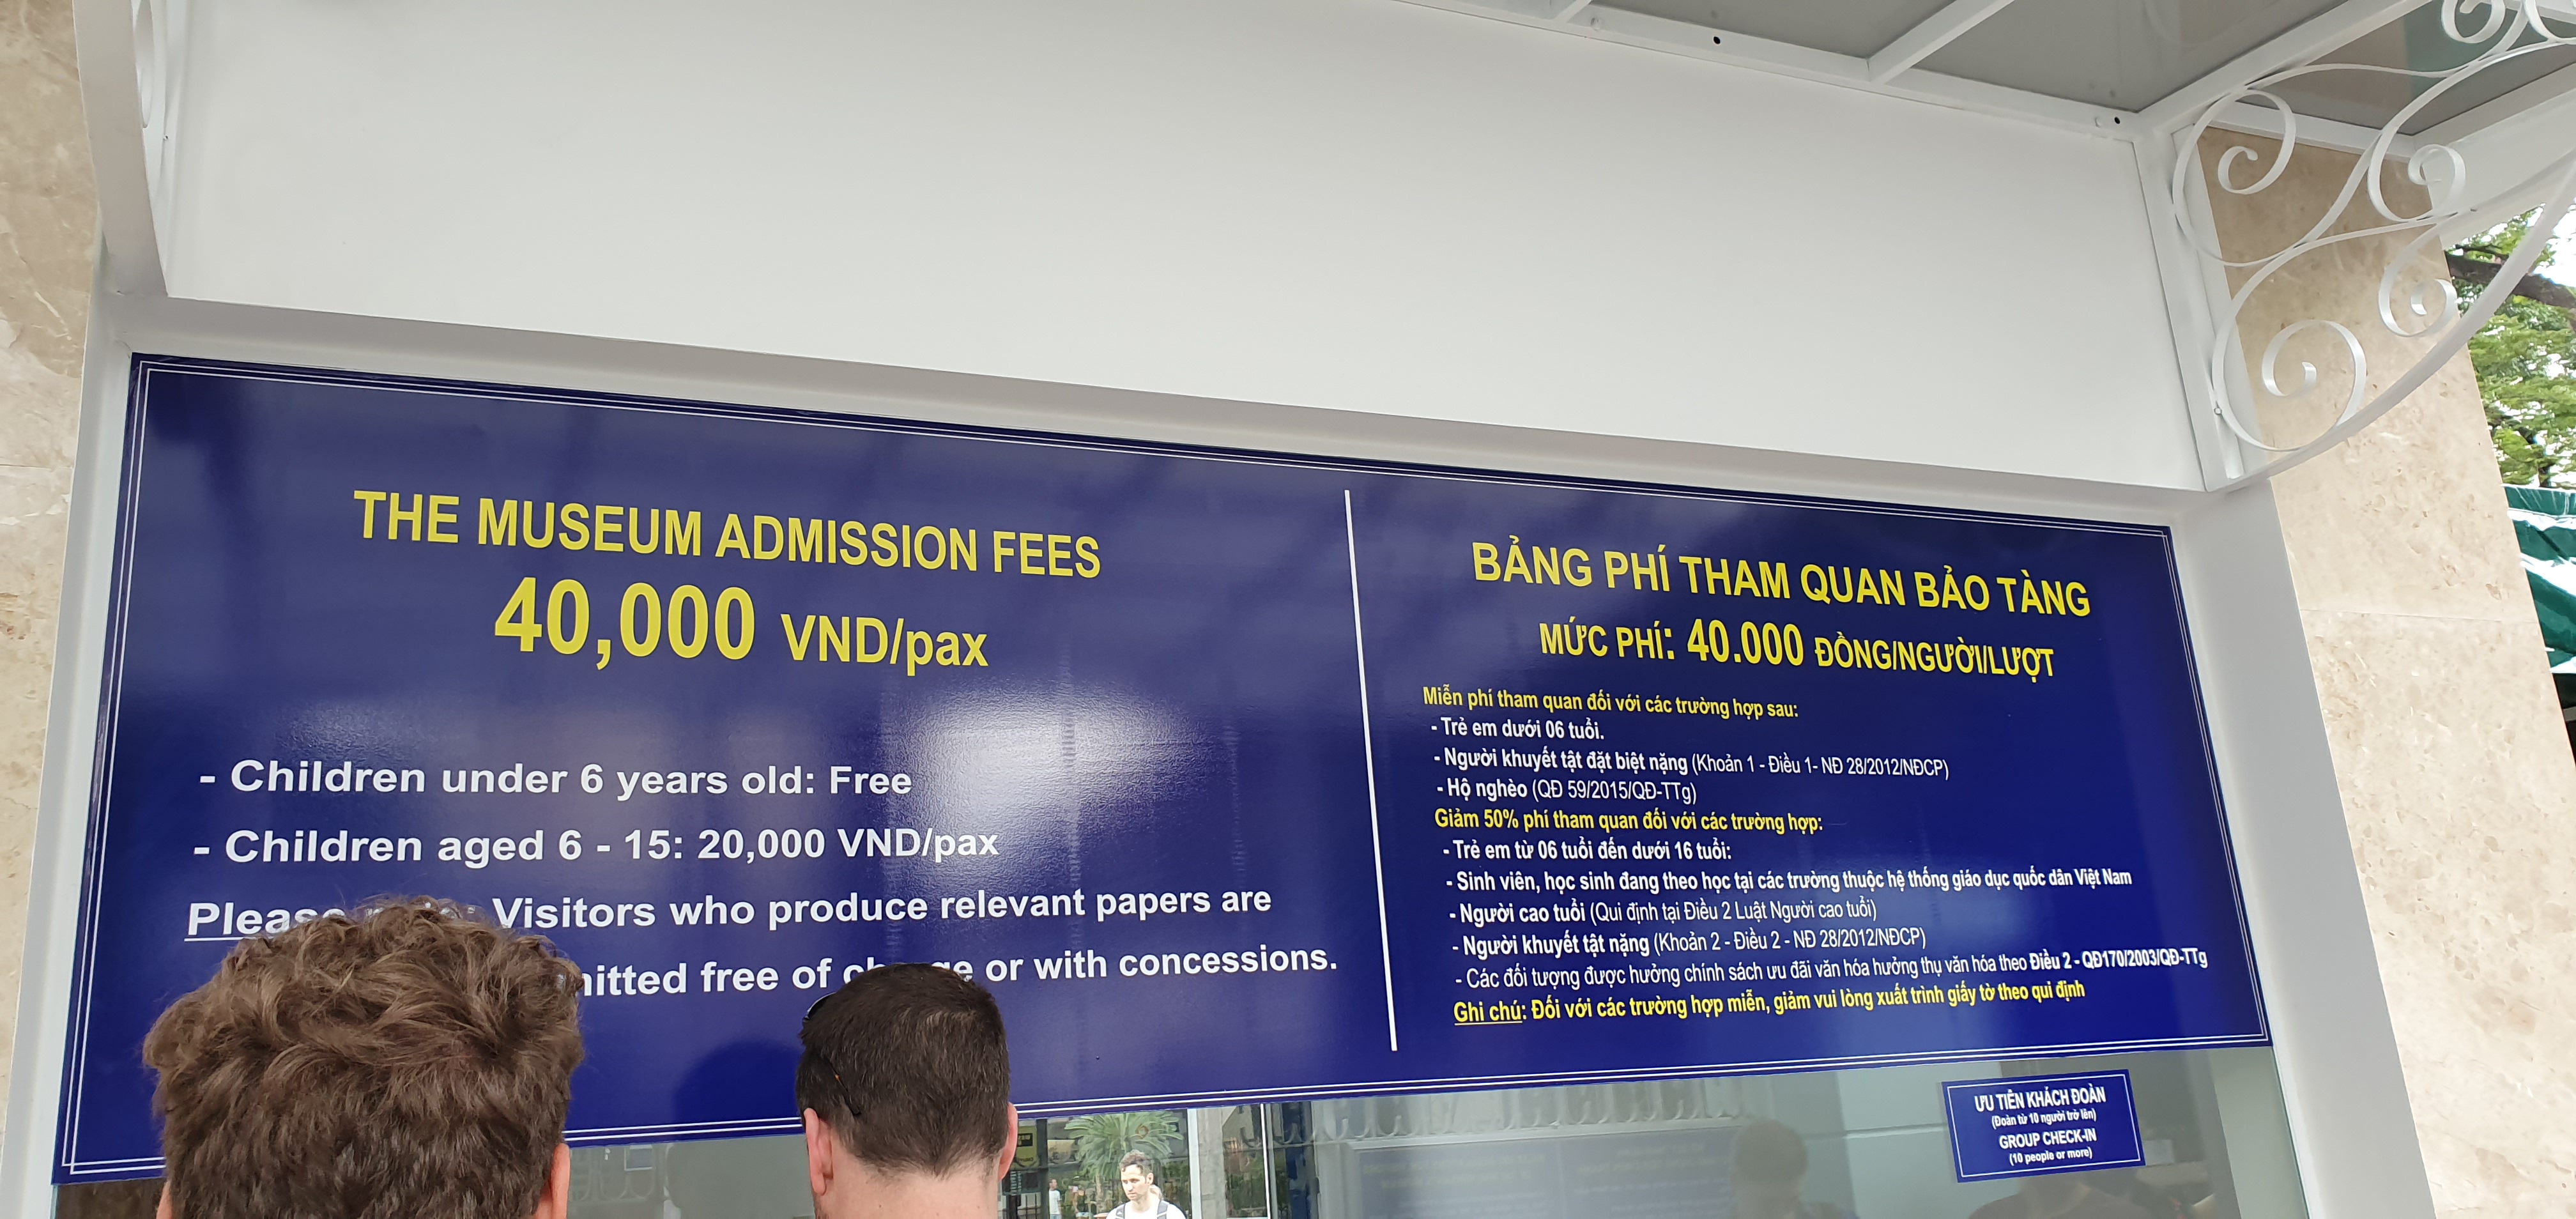 THE MUSEUM ADMISSION FEES
40,000 VND/pax
- Children under 6 years old: Free
- Children aged 6 - 15: 20,000 VND/pax
Visitors who produce relevant papers are
free of charge or with concessions.
BẢNG PHÍ THAM QUAN BẢO TÀNG
MỨC PHÍ: 40.000 ĐỒNG/NGƯỜI/LƯỢT
Miễn phí tham quan đối với các trường hợp sau:
- Trẻ em dưới 06 tuổi.
- Người khuyết tật đặt biệt nặng (Khoản 1 - Điều 1- NĐ 28/2012/NĐCP)
- Hộ nghèo (QĐ 59/2015/QĐ-TTg)
Giảm 50% phí tham quan đối với các trường hợp:
- Trẻ em từ 06 tuổi đến dưới 16 tuổi:
- Sinh viên, học sinh đang theo học tại các trường thuộc hệ thống giáo dục quốc dân Việt Nam
- Người cao tuổi (Qui định tại Điều 2 Luật Người cao tuổi)
- Người khuyết tật nặng (Khoản 2 - Điều 2 - NĐ 28/2012/NĐCP)
- Các đối tượng được hưởng chính sách ưu đãi văn hóa hưởng thụ văn hóa theo Điều 2 - QĐ170/2003/QĐ-TTg
Ghi chú: Đối với các trường hợp miễn, giảm vui lòng xuất trình giấy tờ theo qui định
ƯU TIÊN KHÁCH ĐOÀN
(Đoàn từ 10 người trở lên)
GROUP CHECK-IN
(10 people or more)